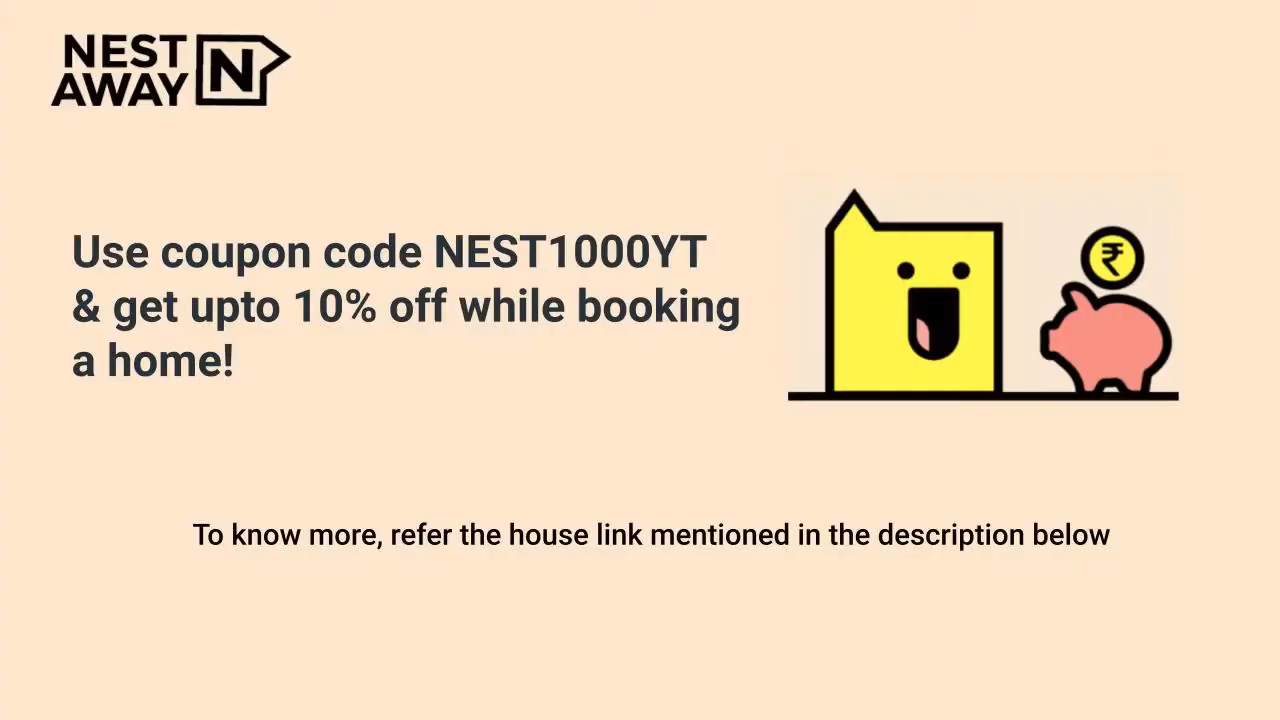 NEST
AWAY N
Use coupon code NEST1000YT
& get upto 10% off while booking
a home!
₹
To know more, refer the house link mentioned in the description below